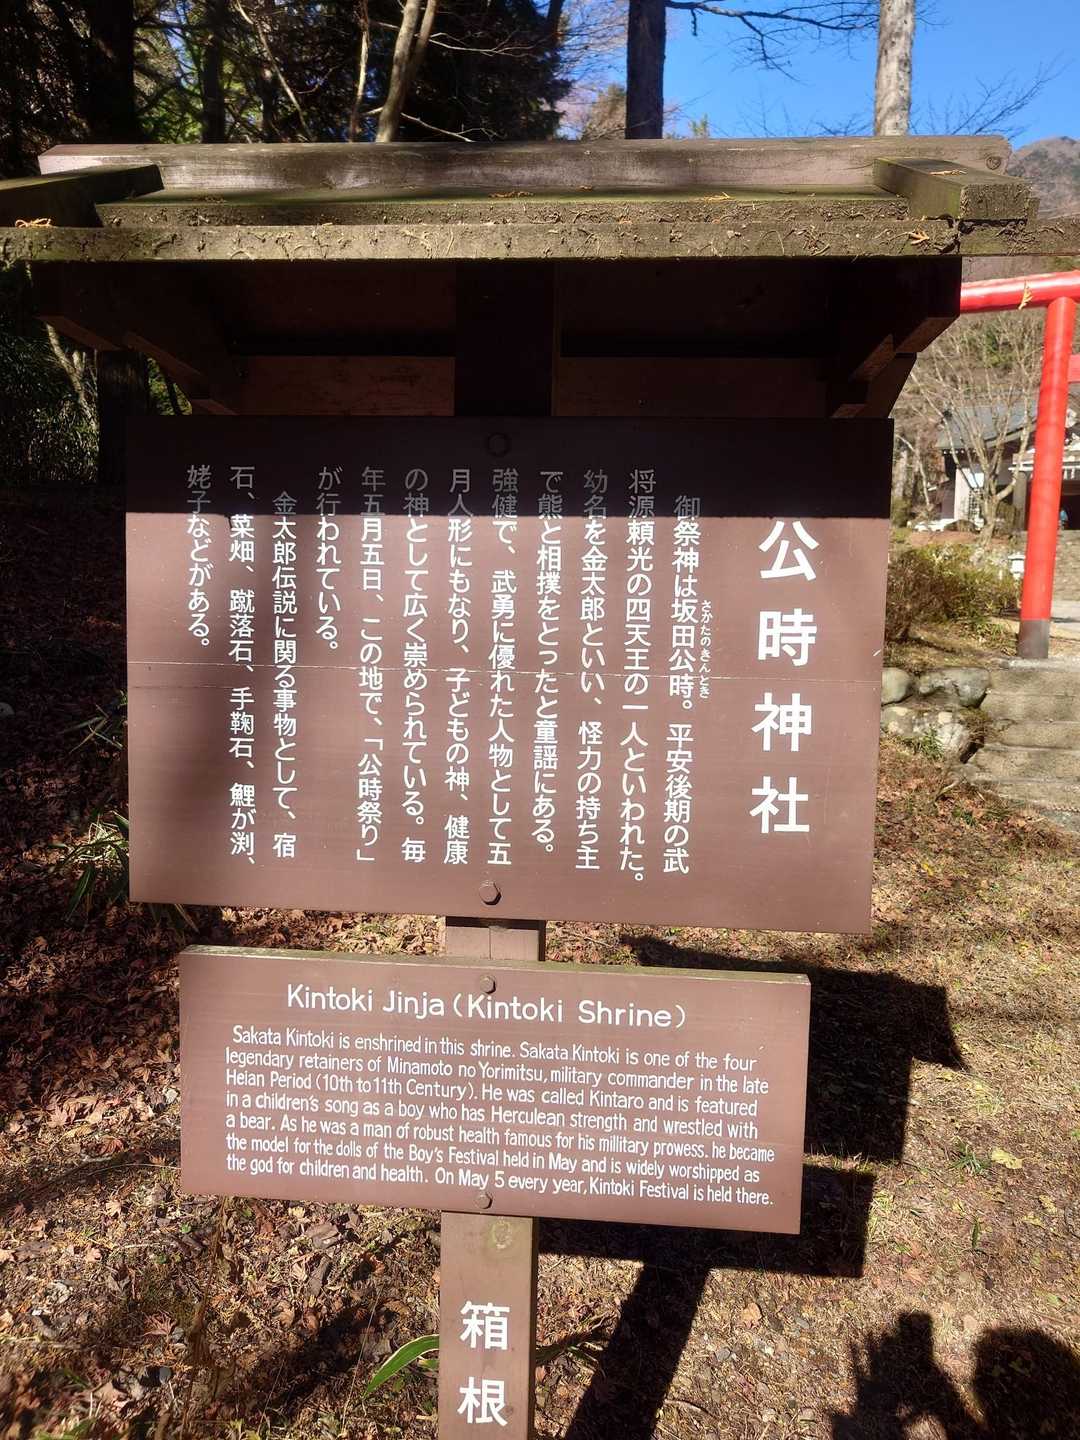 公時神社
御祭神は坂田公時。平安後期の武
さかたのきんとき
将源頼光の四天王の一人といわれた。
幼名を金太郎といい、怪力の持ち主
で熊と相撲をとったと童謡にある。
強健で、武勇に優れた人物として五
月人形にもなり、子どもの神、健康
の神として広く崇められている。毎
年五月五日、この地で、「公時祭り」
が行われている。
金太郎伝説に関る事物として、宿
石、菜畑、蹴落石、手鞠石、鯉が渕、
姥子などがある。
Kintoki Jinja (Kintoki Shrine)
Sakata Kintoki is enshrined in this shrine. Sakata Kintoki is one of the four
legendary retainers of Minamoto no Yorimitsu, military commander in the late
Heian Period (10th to 11th Century). He was called Kintaro and is featured
in a children's song as a boy who has Herculean strength and wrestled with
a bear. As he was a man of robust health famous for his millitary prowess. he became
the model for the dolls of the Boy's Festival held in May and is widely worshipped as
the god for children and health. On May 5 every year, Kintoki Festival is held there.
箱根